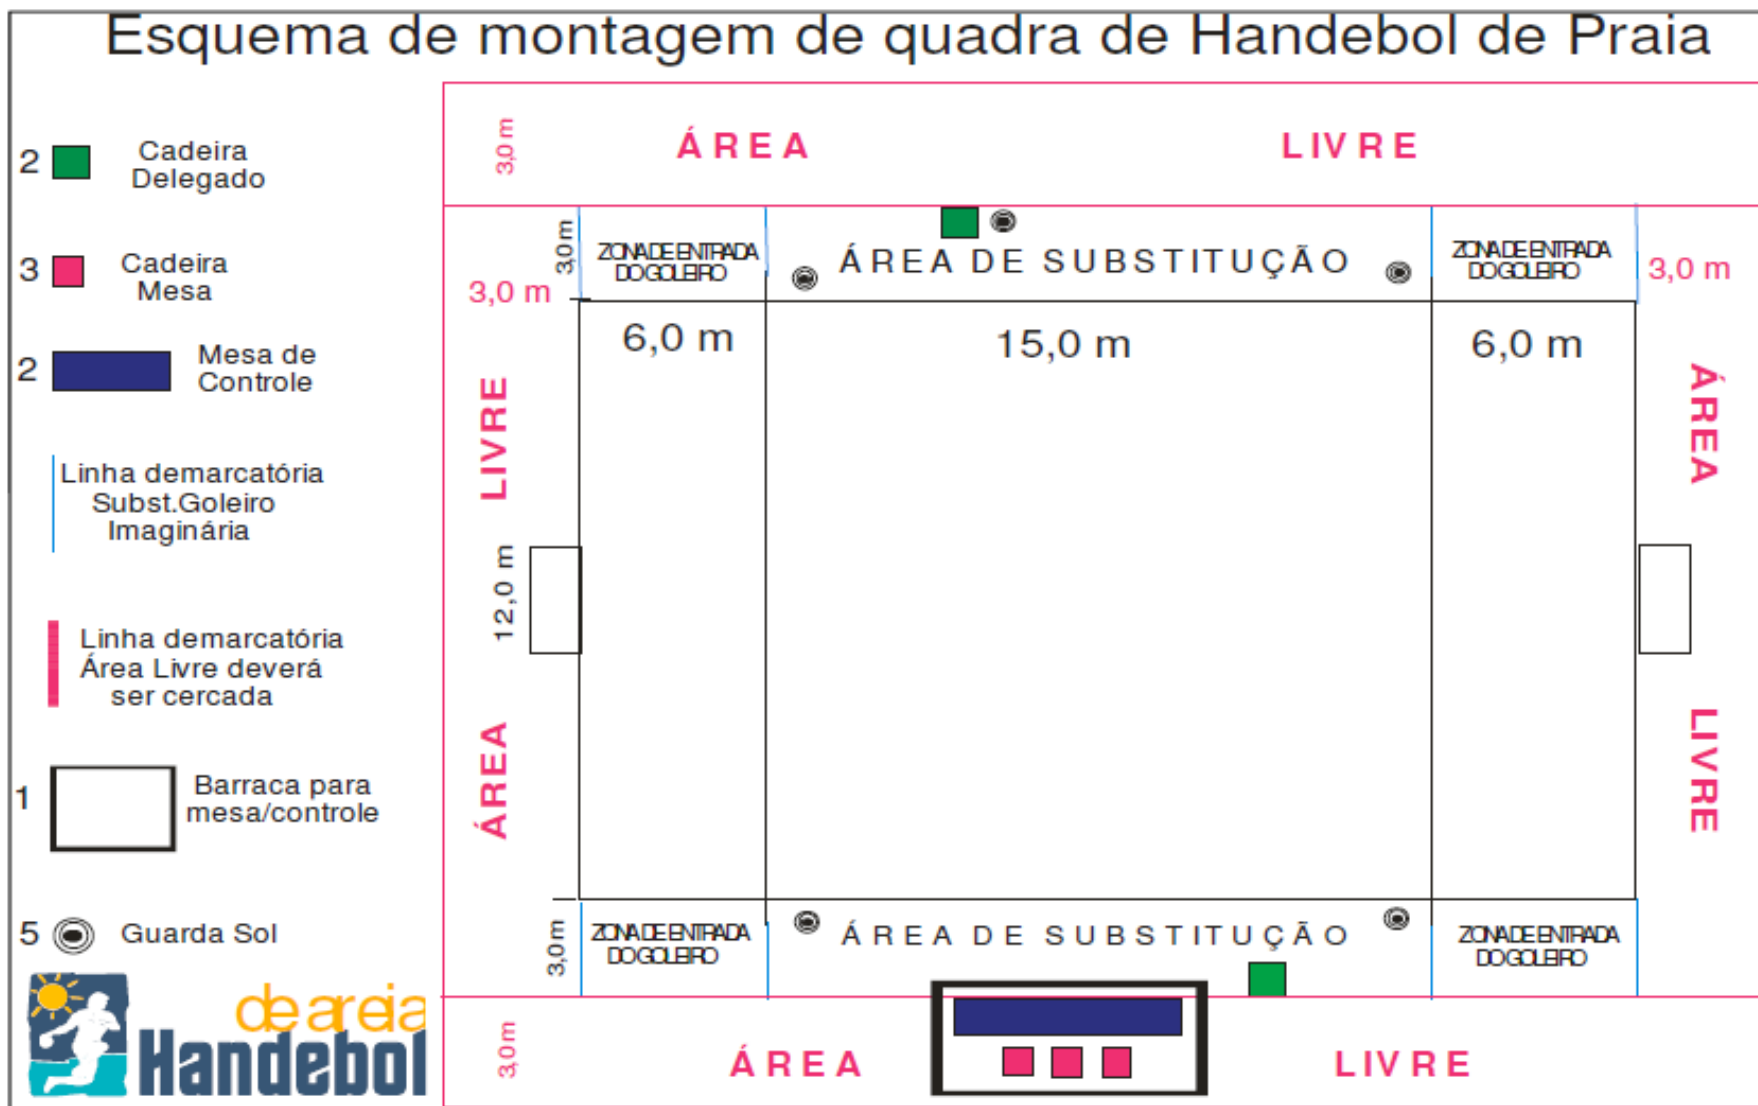 Esquema de montagem de quadra de Handebol de Praia
2
Cadeira
Delegado
3
Cadeira
Mesa
2
Mesa de
Controle
Linha demarcatória
Subst.Goleiro
Imaginária
Linha demarcatória
Área Livre deverá
ser cercada
1
Barraca para
mesa/controle
5
Guarda Sol
de areia
Handebol
3,0 m
ÁREA LIVRE
3,0m
ZONA DE ENTRADA
DO GOLEIRO
ÁREA DE SUBSTITUÇÃO
ZONA DE ENTRADA
DO GOLEIRO
3,0 m
3,0 m
6,0 m
15,0 m
6,0 m
ÁREA LIVRE
12,0 m
ÁREA LIVRE
3,0m
ZONA DE ENTRADA
DO GOLEIRO
ÁREA DE SUBSTITUÇÃO
ZONA DE ENTRADA
DO GOLEIRO
3,0m
ÁREA LIVRE